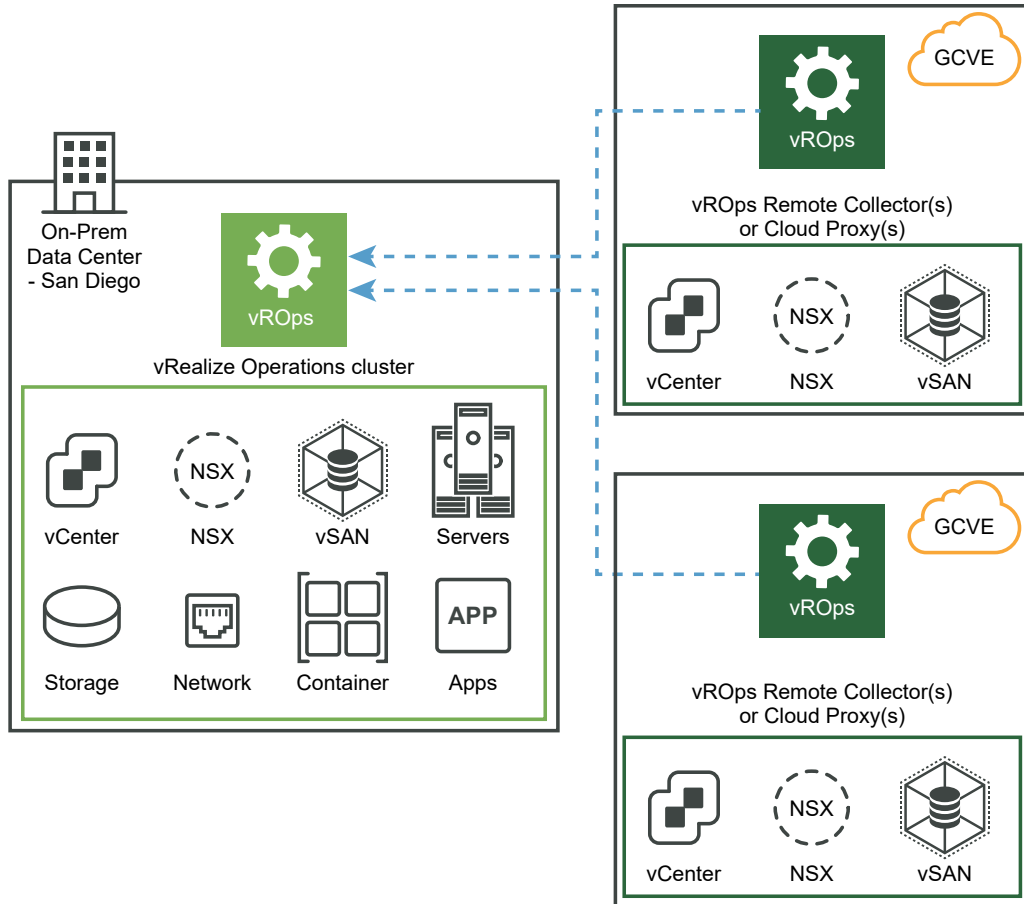 On-Prem
Data Center
- San Diego
vROps
vRealize Operations cluster
NSX
vCenter
NSX
vSAN
Servers
APP
Storage
Network
Container
Apps
GCVE
vROps
vROps Remote Collector(s)
or Cloud Proxy(s)
NSX
vCenter
NSX
vSAN
GCVE
vROps
vROps Remote Collector(s)
or Cloud Proxy(s)
NSX
vCenter
NSX
vSAN